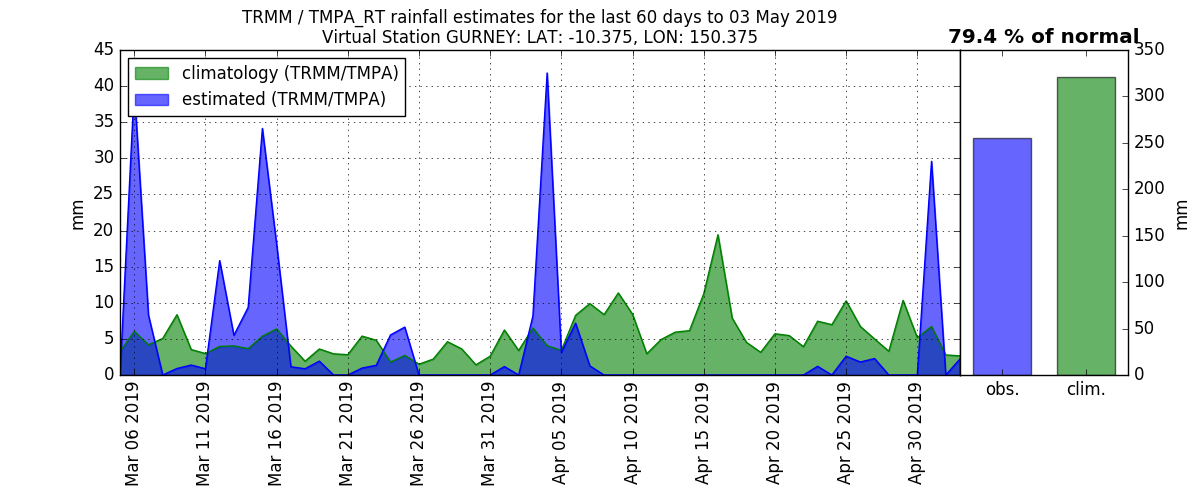 TRMM / TMPA_RT rainfall estimates for the last 60 days to 03 May 2019
Virtual Station GURNEY: LAT: -10.375, LON: 150.375
79.4 % of normal
climatology (TRMM/TMPA)
estimated (TRMM/TMPA)
mm
45
40
35
30
25
20
15
10
5
0
Mar 06 2019
Mar 11 2019
Mar 16 2019
Mar 21 2019
Mar 26 2019
Mar 31 2019
Apr 05 2019
Apr 10 2019
Apr 15 2019
Apr 20 2019
Apr 25 2019
Apr 30 2019
obs.
clim.
350
300
250
200
150
100
50
0
mm